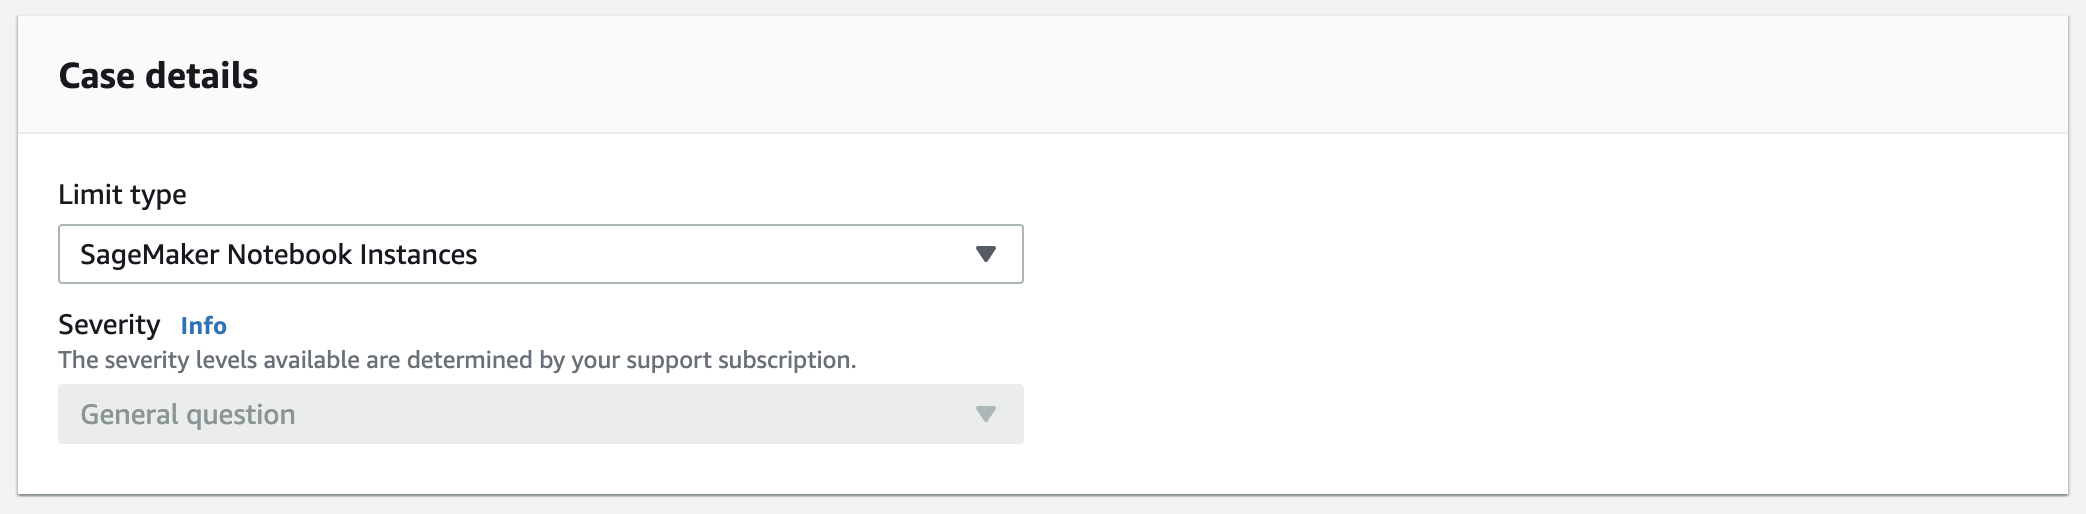 Case details
Limit type
SageMaker Notebook Instances
Severity Info
The severity levels available are determined by your support subscription.
General question